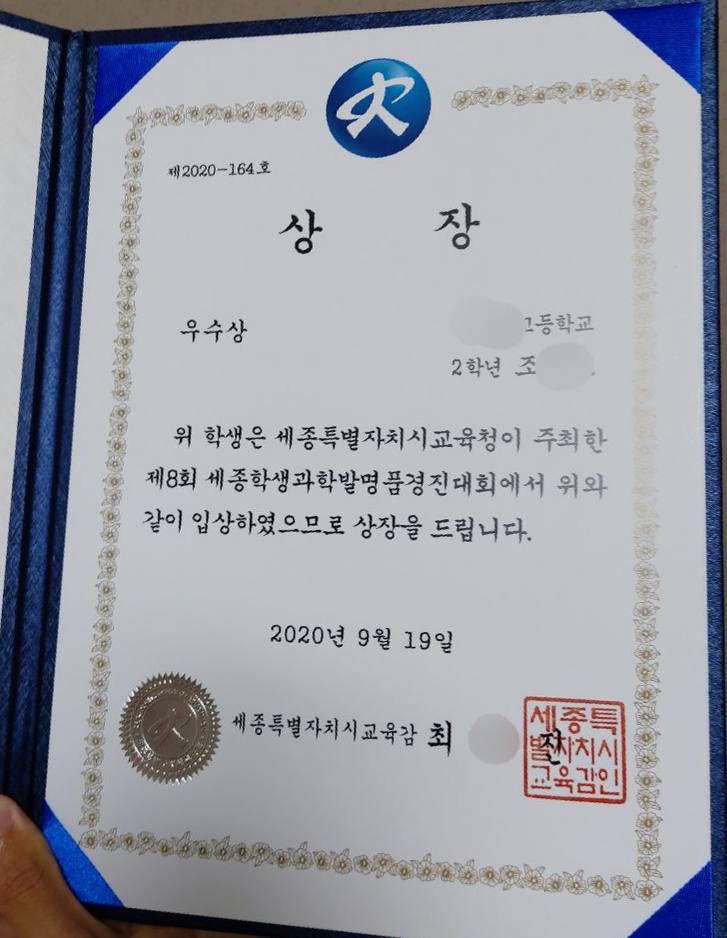 제2020-164호
상 장
우수상
고등학교
2학년 조
위 학생은 세종특별자치시교육청이 주최한
제8회 세종학생과학발명품경진대회에서 위와
같이 입상하였으므로 상장을 드립니다.
2020년 9월 19일
세종특별자치시교육감 최 진
세종특
별자치시
교육감인